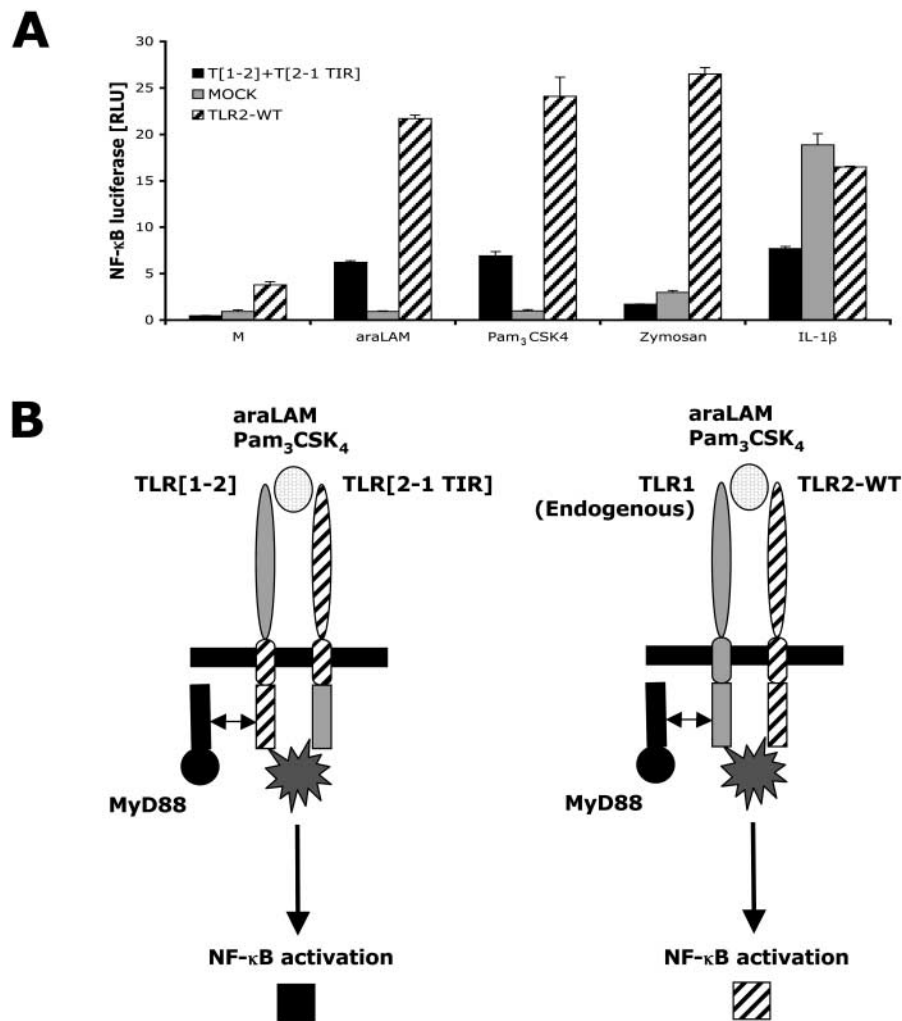 A
NF-κB luciferase [RLU]
30
25
20
15
10
5
0
T[1-2]+T[2-1 TIR]
MOCK
TLR2-WT
M
araLAM
Pam3CSK4
Zymosan
IL-1β
B
araLAM
Pam3CSK4
TLR[1-2]
TLR[2-1 TIR]
MyD88
NF-κB activation
araLAM
Pam3CSK4
TLR1
(Endogenous)
TLR2-WT
MyD88
NF-κB activation